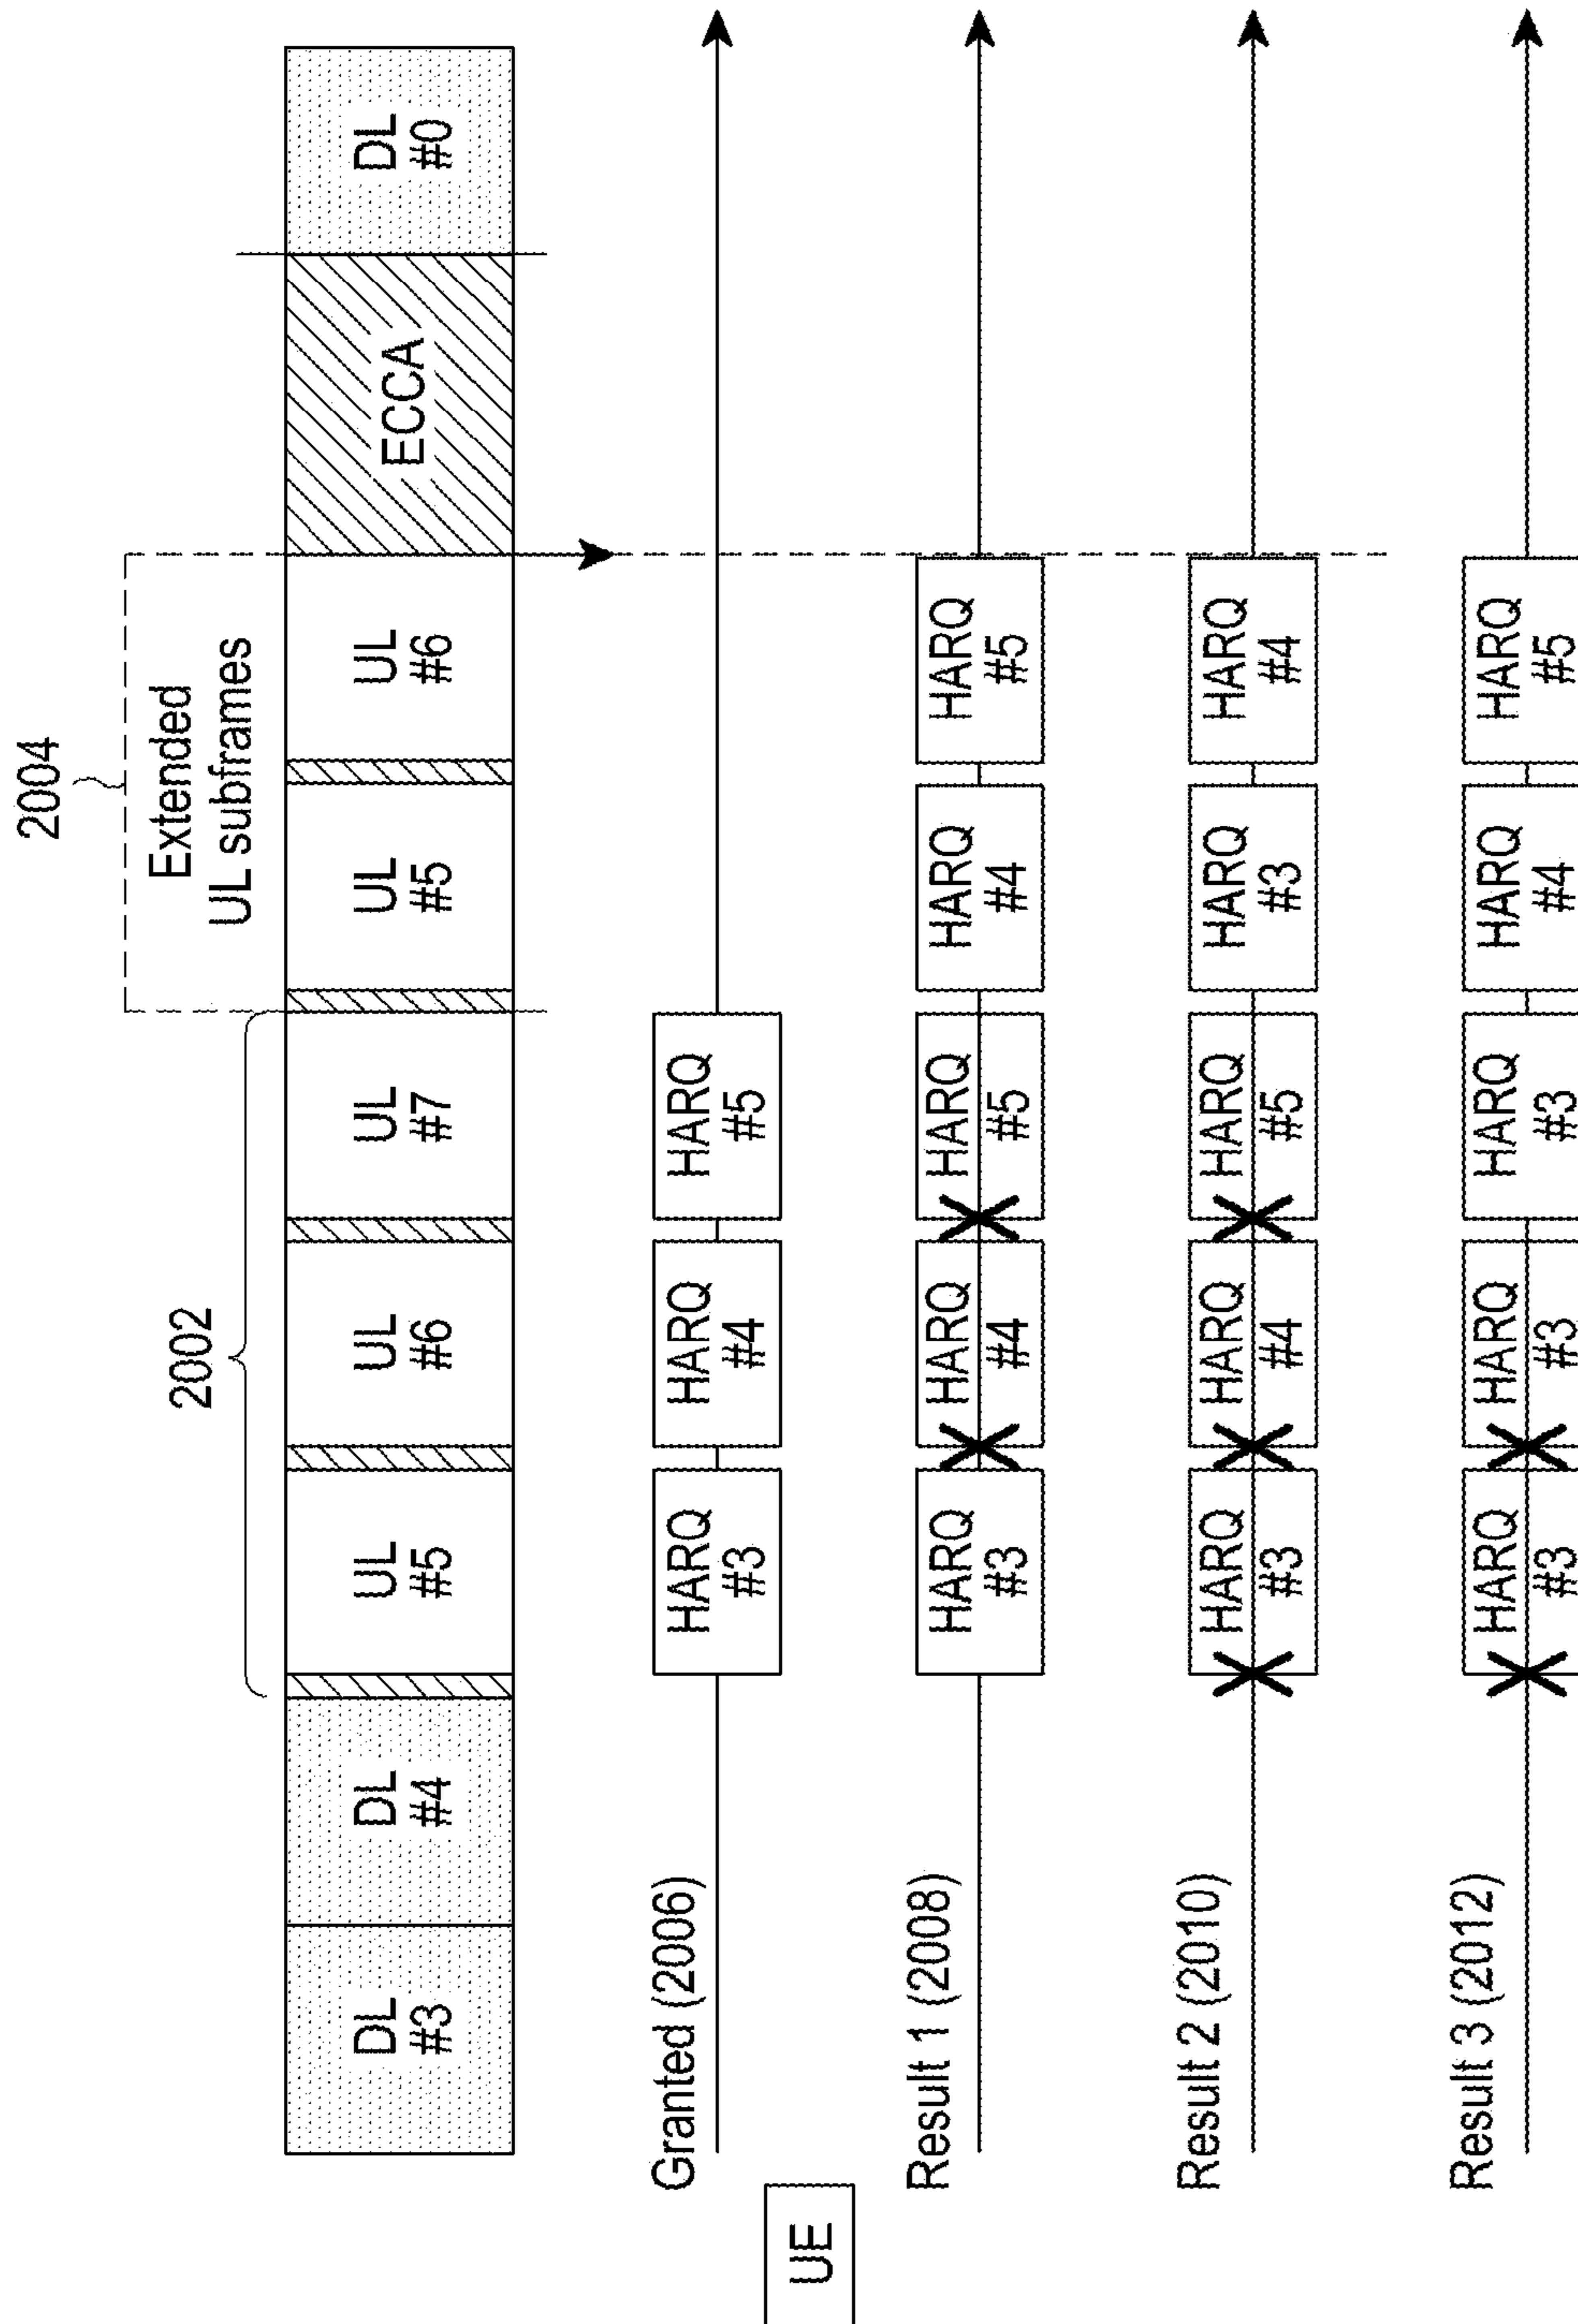 2002
2004
Extended
UL subframes
DL
#3
DL
#4
UL
#5
UL
#6
UL
#7
UL
#5
UL
#6
ECCA
DL
#0
UE
Granted (2006)
HARQ
#3
HARQ
#4
HARQ
#5
Result 1 (2008)
HARQ
#3
HARQ
#4
HARQ
#5
HARQ
#4
HARQ
#5
Result 2 (2010)
HARQ
#3
HARQ
#4
HARQ
#5
HARQ
#3
HARQ
#4
Result 3 (2012)
HARQ
#3
HARQ
#3
HARQ
#3
HARQ
#4
HARQ
#5